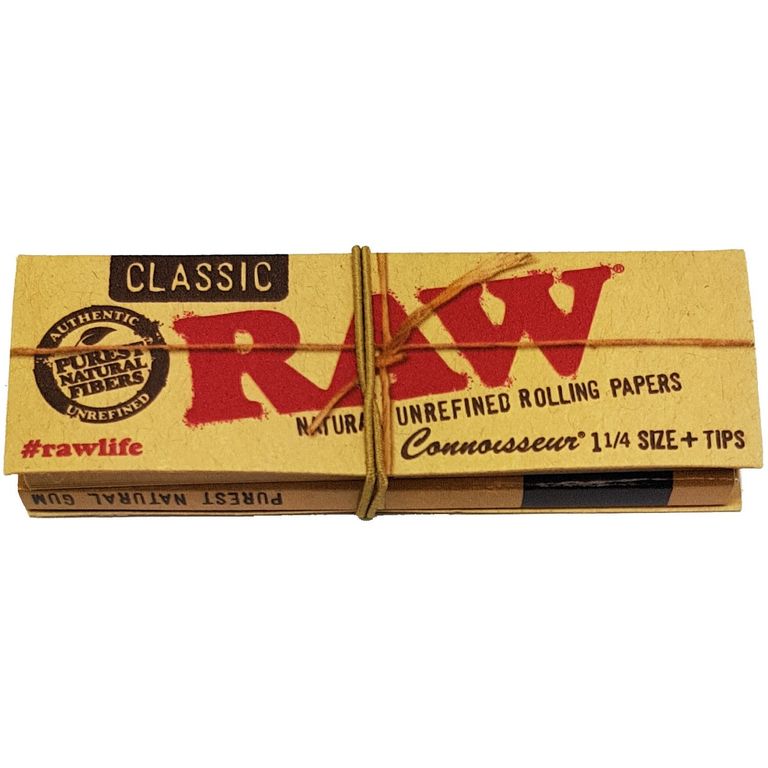 CLASSIC
AUTHENTIC
PUREST
NATURAL
FIBERS
UNREFINED
RAW®
NATURAL UNREFINED ROLLING PAPERS
#rawlife
Connoisseur® 1 1/4 SIZE + TIPS
PUREST NATURAL GUM